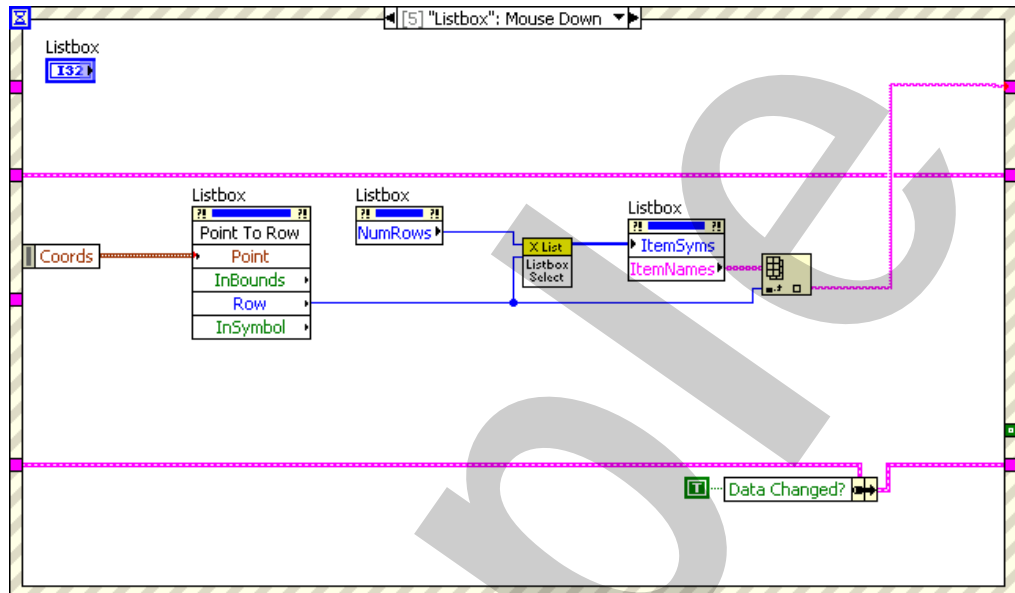 [5] "Listbox": Mouse Down
Listbox
I32
Listbox
Point To Row
Point
InBounds
Row
InSymbol
Coords
Listbox
NumRows
X List
Listbox
Select
Listbox
ItemSyms
ItemNames
T
Data Changed?
ple